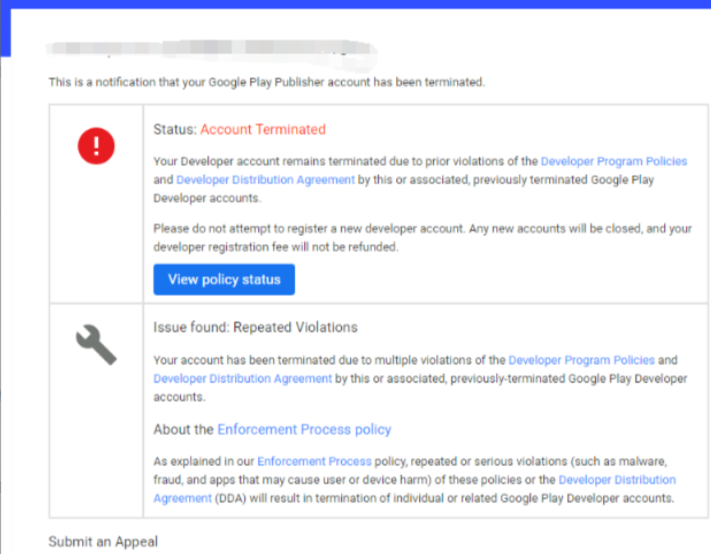 This is a notification that your Google Play Publisher account has been terminated.
Status: Account Terminated
Your Developer account remains terminated due to prior violations of the Developer Program Policies
and Developer Distribution Agreement by this or associated, previously terminated Google Play
Developer accounts.
Please do not attempt to register a new developer account. Any new accounts will be closed, and your
developer registration fee will not be refunded.
View policy status
Issue found: Repeated Violations
Your account has been terminated due to multiple violations of the Developer Program Policies and
Developer Distribution Agreement by this or associated, previously-terminated Google Play Developer
accounts.
About the Enforcement Process policy
As explained in our Enforcement Process policy, repeated or serious violations (such as malware,
fraud, and apps that may cause user or device harm) of these policies or the Developer Distribution
Agreement (DDA) will result in termination of individual or related Google Play Developer accounts.
Submit an Appeal